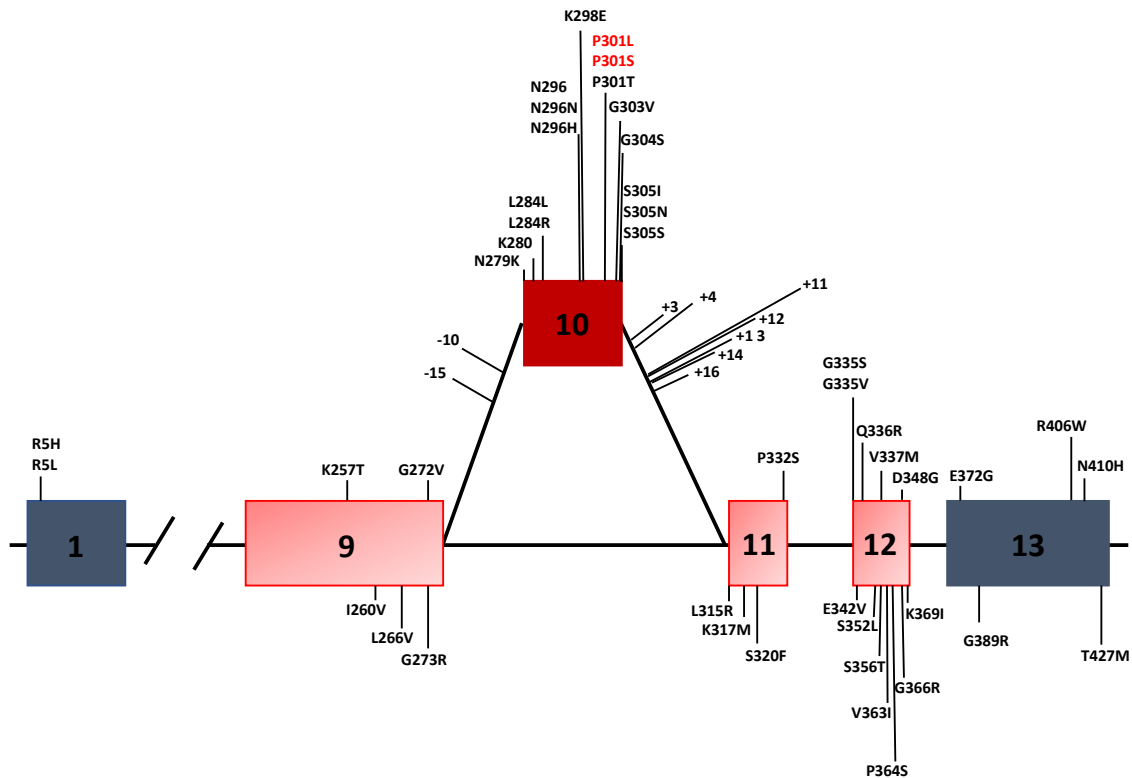 K298E
P301L
P301S
P301T
N296
N296N
N296H
G303V
G304S
S305I
S305N
S305S
L284L
L284R
K280
N279K
10
+3
+4
+11
+12
+1 3
+14
+16
-10
-15
R5H
R5L
1
K257T
G272V
9
I260V
L266V
G273R
P332S
11
L315R
K317M
S320F
G335S
G335V
Q336R
V337M
D348G
12
E342V
S352L
K369I
S356T
G366R
V363I
P364S
E372G
R406W
N410H
13
G389R
T427M